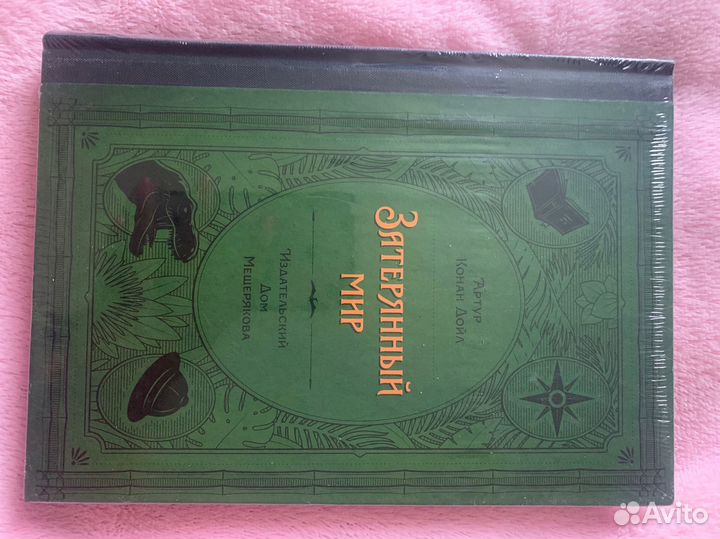 Артур
Конан Дойл
Затерянный
мир
Издательский
Дом
Мещерякова
Avito